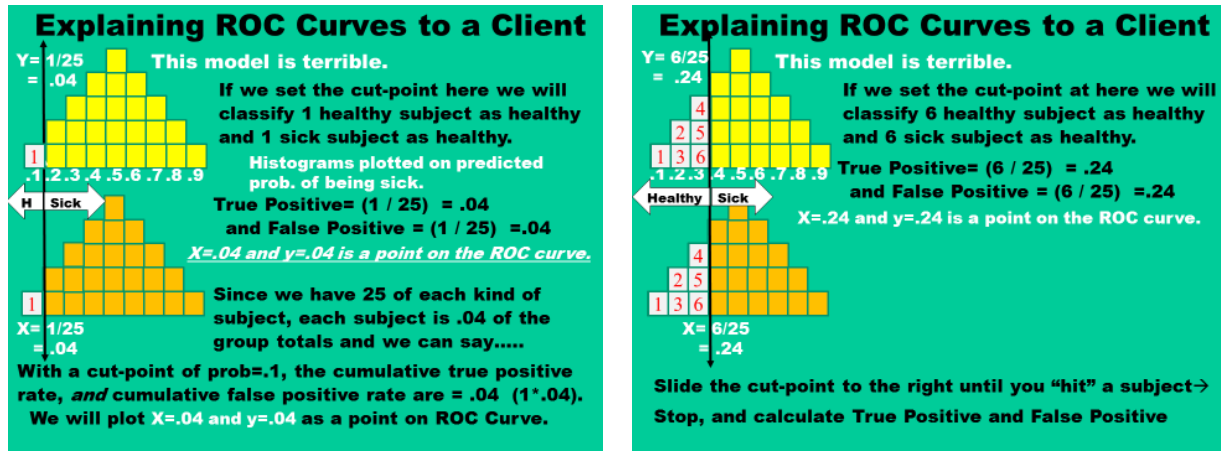 Explaining ROC Curves to a Client
Y= 1/25
= .04
This model is terrible.
If we set the cut-point here we will
classify 1 healthy subject as healthy
and 1 sick subject as healthy.
1
.1 .2 .3 .4 .5 .6 .7 .8 .9
Histograms plotted on predicted
prob. of being sick.
H Sick
True Positive= (1 / 25) = .04
and False Positive = (1 / 25) =.04
X=.04 and y=.04 is a point on the ROC curve.
1
X= 1/25
= .04
Since we have 25 of each kind of
subject, each subject is .04 of the
group totals and we can say.....
With a cut-point of prob=.1, the cumulative true positive
rate, and cumulative false positive rate are = .04 (1*.04).
We will plot X=.04 and y=.04 as a point on ROC Curve.
Explaining ROC Curves to a Client
Y= 6/25
= .24
This model is terrible.
If we set the cut-point at here we will
classify 6 healthy subject as healthy
and 6 sick subject as healthy.
4
2 5
1 3 6
.1 .2 .3 .4 .5 .6 .7 .8 .9
True Positive= (6 / 25) = .24
and False Positive = (6 / 25) =.24
Healthy Sick
X=.24 and y=.24 is a point on the ROC curve.
4
2 5
1 3 6
X= 6/25
= .24
Slide the cut-point to the right until you “hit” a subject→
Stop, and calculate True Positive and False Positive